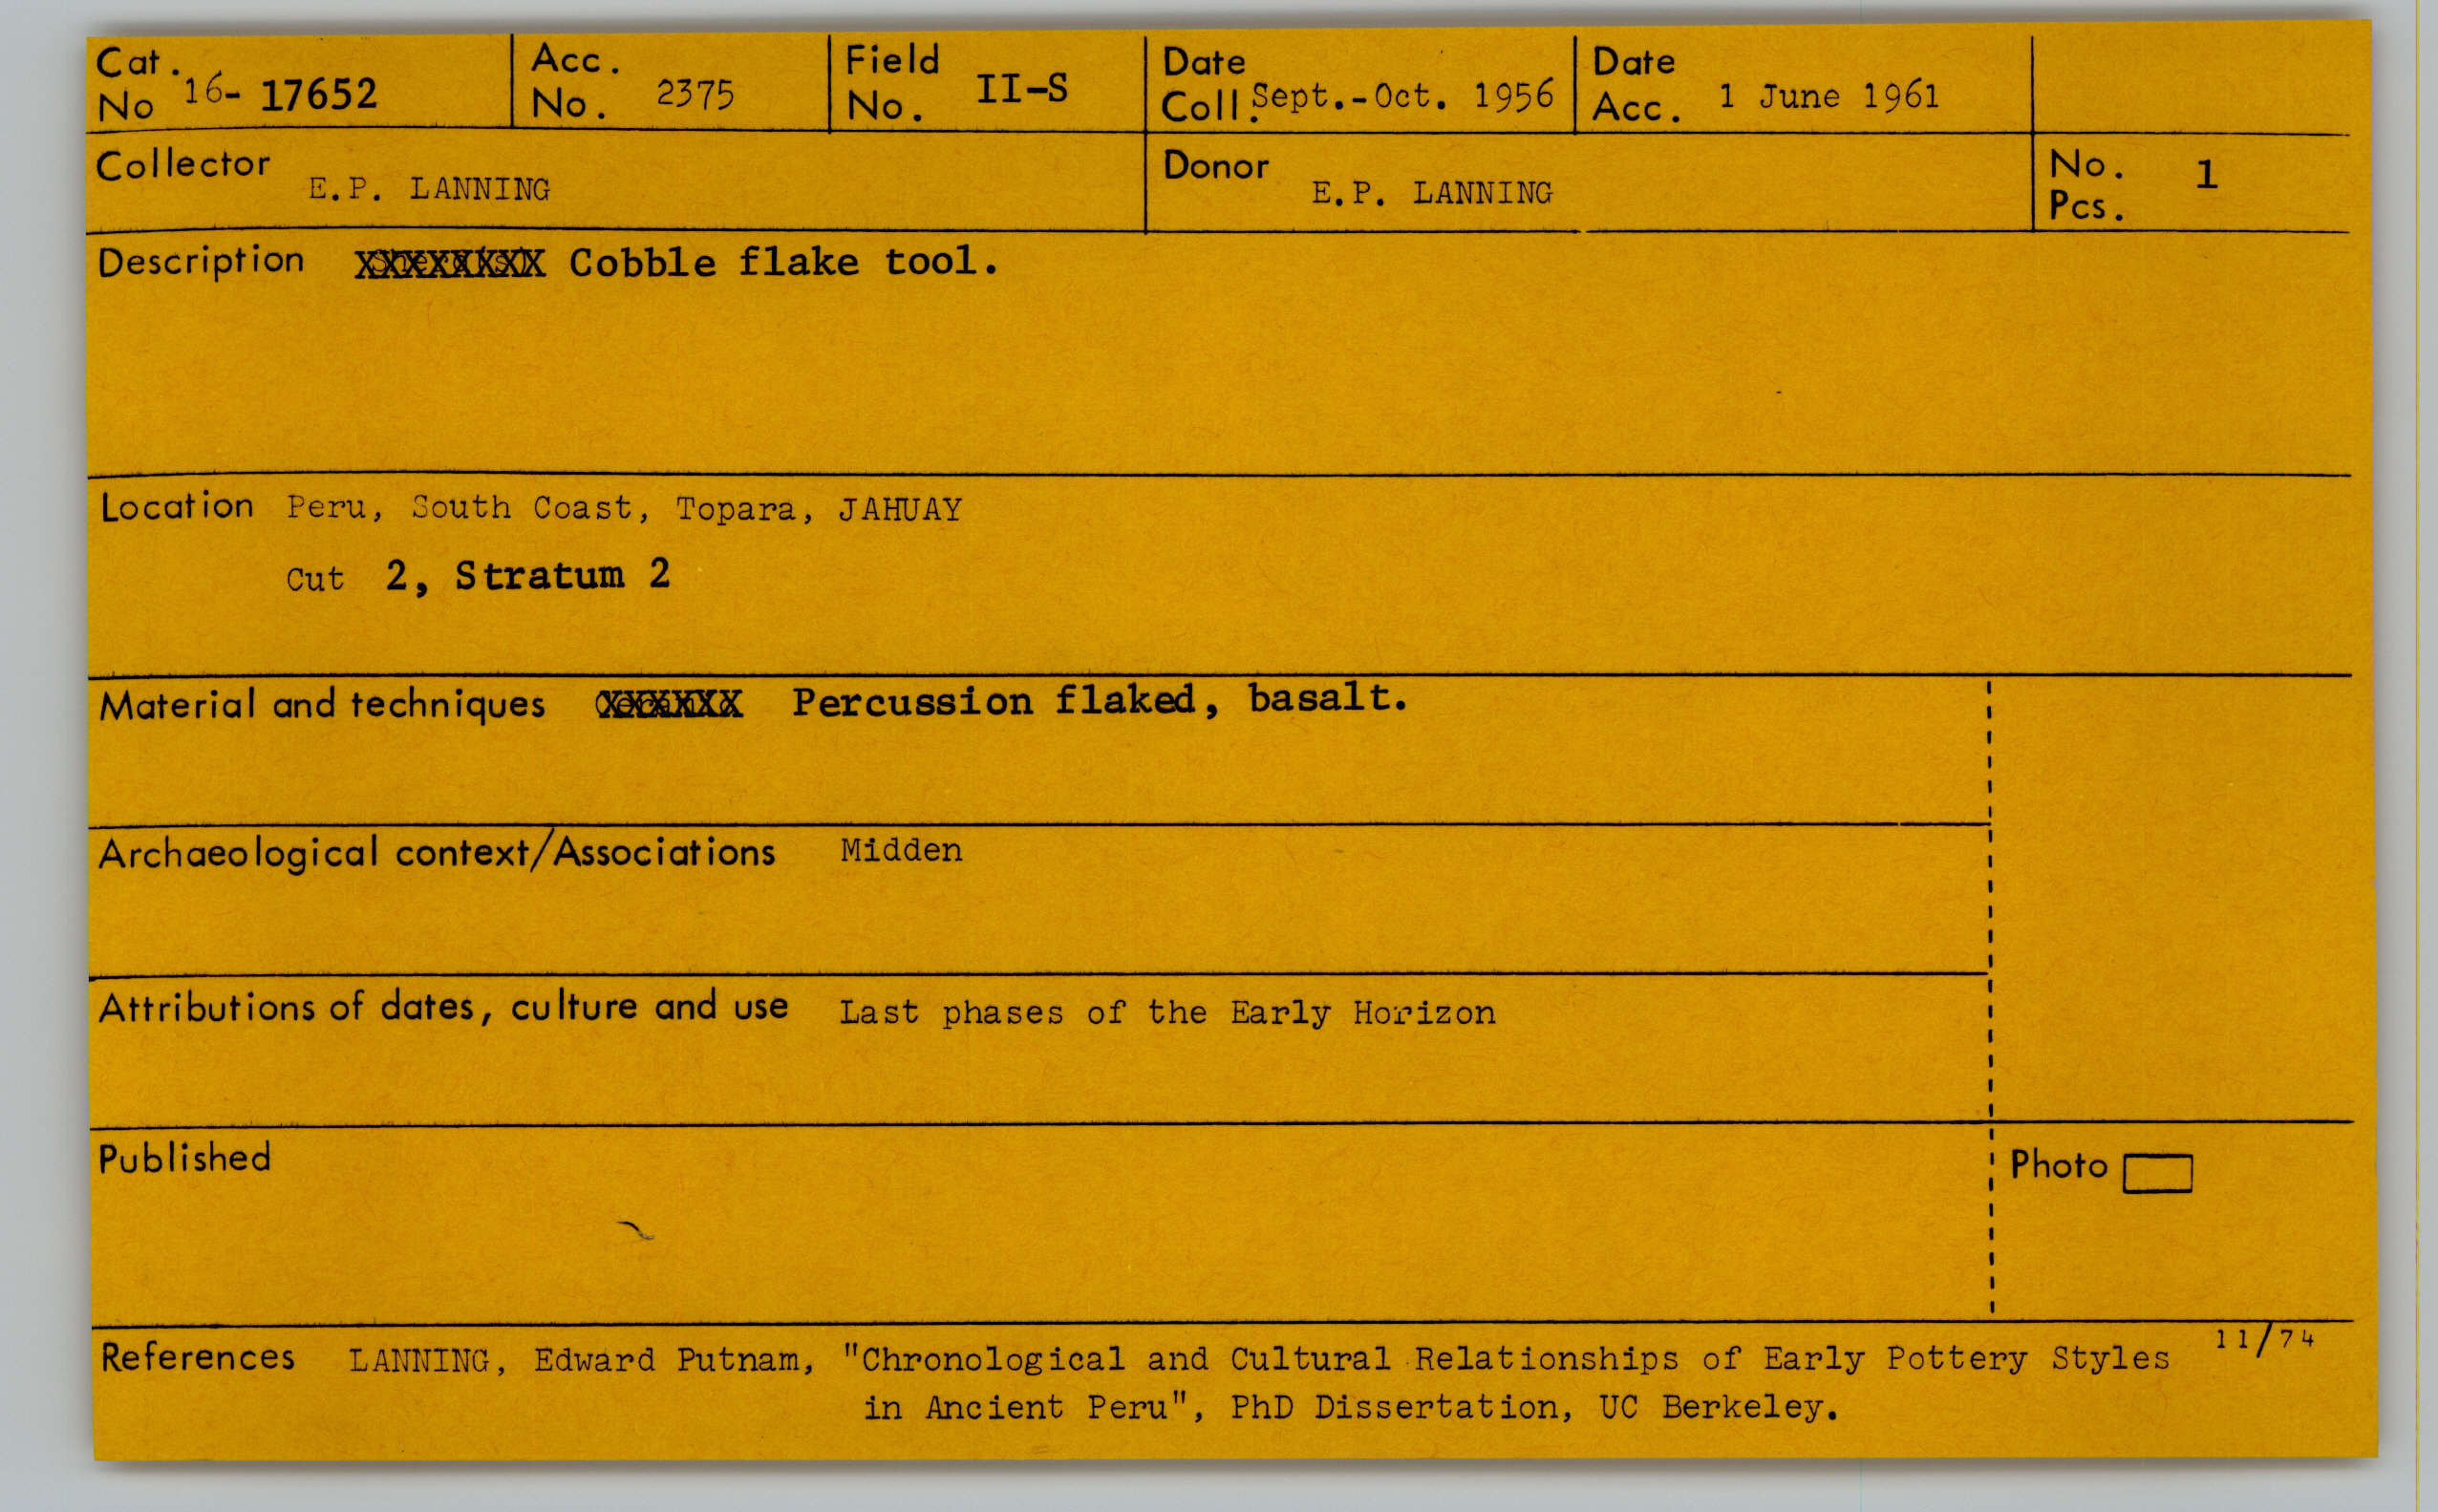 Cat. No 16- 17652 Acc. No. 2375 Field No. II-S Date Coll. Sept.-Oct. 1956 Date Acc. 1 June 1961
Collector E.P. LANNING Donor E.P. LANNING No. Pcs. 1
Description XXXXXXXX Cobble flake tool.
Location Peru, South Coast, Topara, JAHUAY
Cut 2, Stratum 2
Material and techniques XXXXXX Percussion flaked, basalt.
Archaeological context/Associations Midden
Attributions of dates, culture and use Last phases of the Early Horizon
Published Photo
11/74
References LANNING, Edward Putnam, "Chronological and Cultural Relationships of Early Pottery Styles
in Ancient Peru", PhD Dissertation, UC Berkeley.